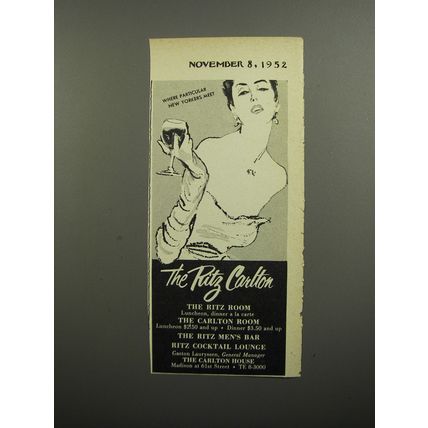 NOVEMBER 8, 1952
WHERE PARTICULAR
NEW YORKERS MEET
The Ritz Carlton
THE RITZ ROOM
Luncheon, dinner a la carte
THE CARLTON ROOM
Luncheon $2.50 and up • Dinner $3.50 and up
THE RITZ MEN'S BAR
RITZ COCKTAIL LOUNGE
Gaston Lauryssen, General Manager
THE CARLTON HOUSE
Madison at 61st Street • TE 8-3000